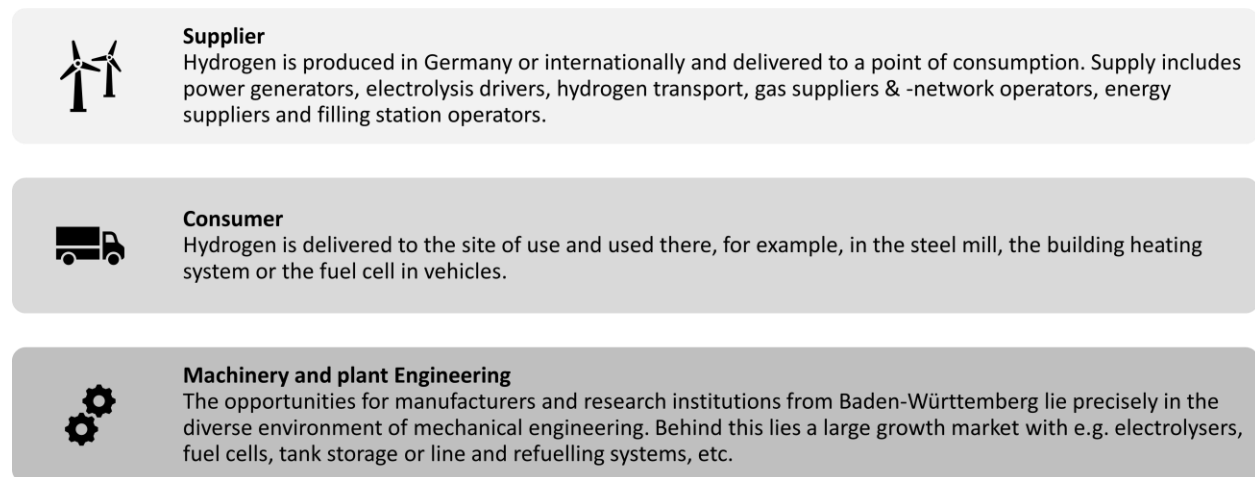 Supplier
Hydrogen is produced in Germany or internationally and delivered to a point of consumption. Supply includes
power generators, electrolysis drivers, hydrogen transport, gas suppliers & -network operators, energy
suppliers and filling station operators.
Consumer
Hydrogen is delivered to the site of use and used there, for example, in the steel mill, the building heating
system or the fuel cell in vehicles.
Machinery and plant Engineering
The opportunities for manufacturers and research institutions from Baden-Württemberg lie precisely in the
diverse environment of mechanical engineering. Behind this lies a large growth market with e.g. electrolysers,
fuel cells, tank storage or line and refuelling systems, etc.